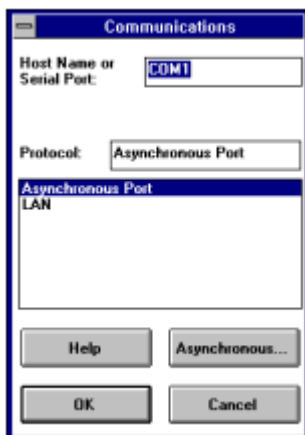 Communications
Host Name or
Serial Port:
COM1
Protocol:
Asynchronous Port
Asynchronous Port
LAN
Help
Asynchronous...
OK
Cancel